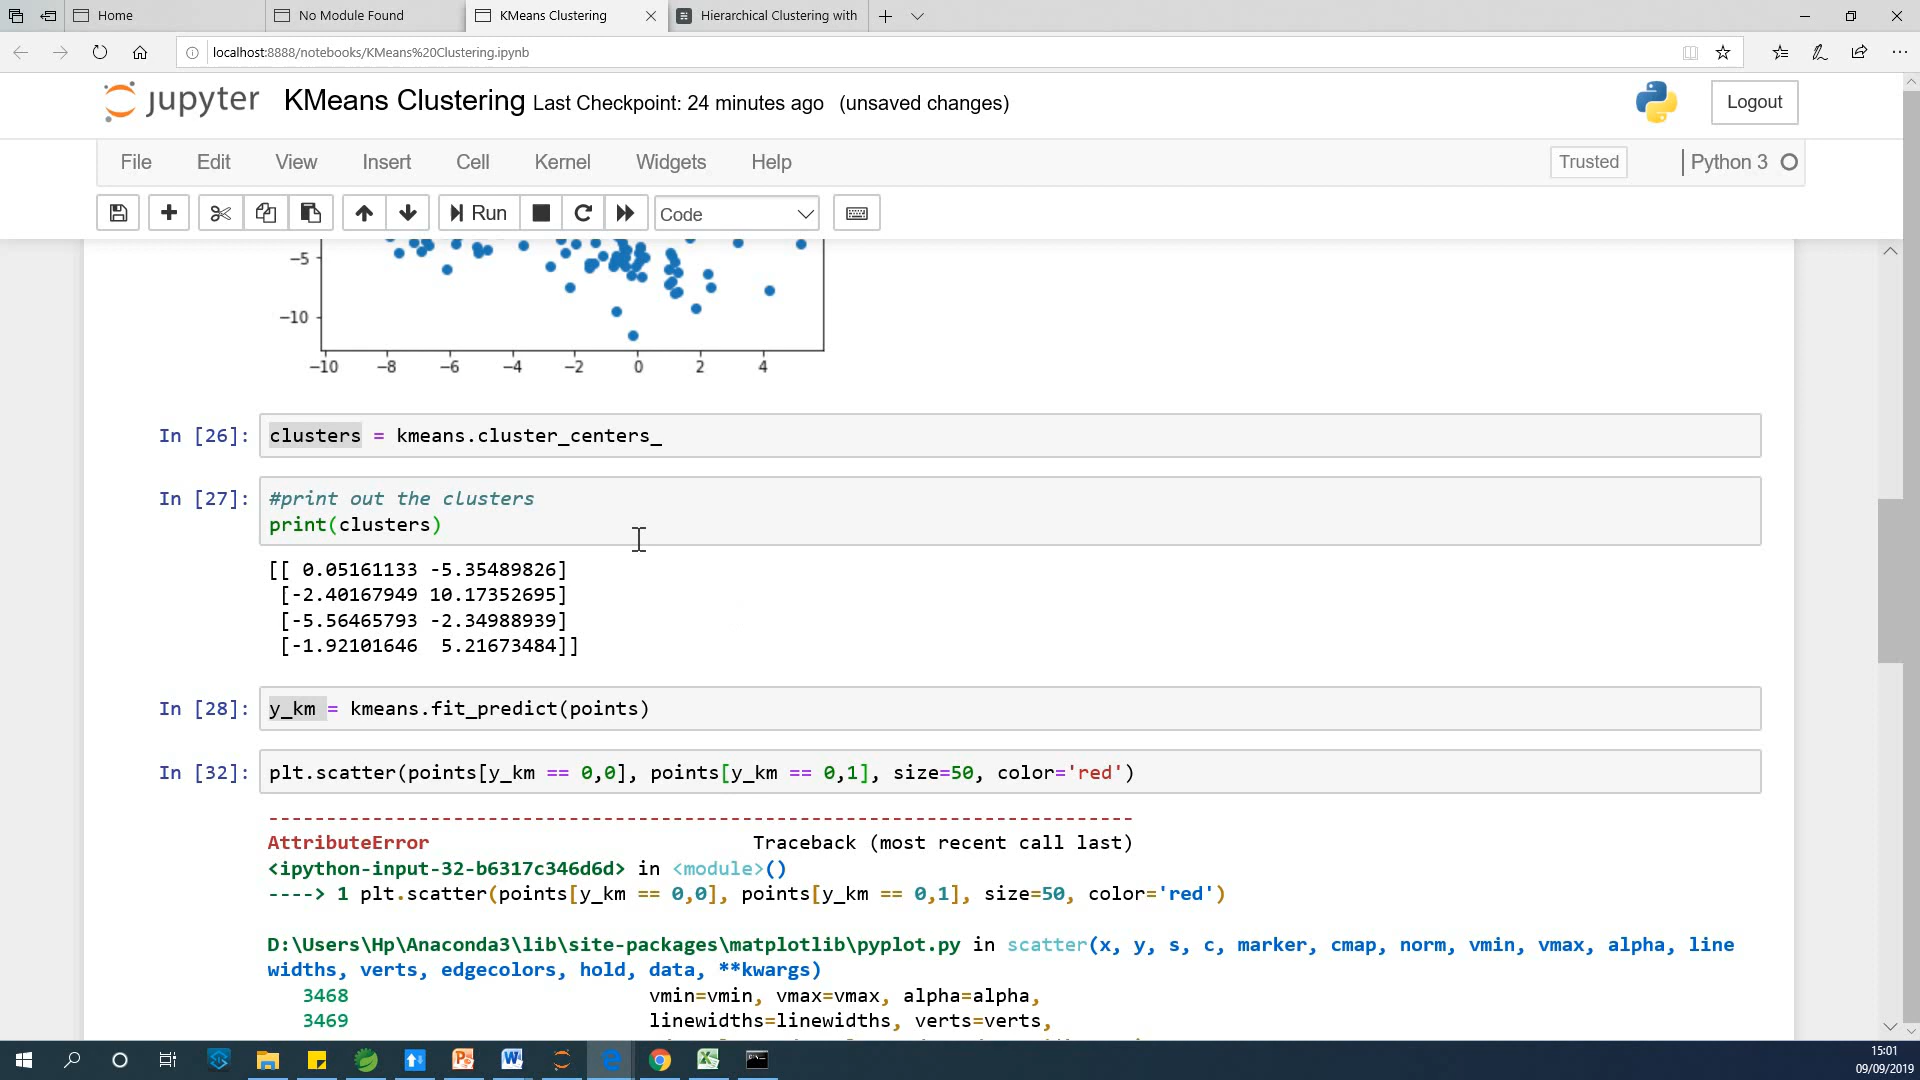 Home
No Module Found
KMeans Clustering
Hierarchical Clustering with
localhost:8888/notebooks/KMeans%20Clustering.ipynb
jupyter KMeans Clustering Last Checkpoint: 24 minutes ago (unsaved changes)
Logout
File Edit View Insert Cell Kernel Widgets Help
Trusted
Python 3
Run
Code
−5
−10
−10 −8 −6 −4 −2 0 2 4
In [26]: clusters = kmeans.cluster_centers_
In [27]: #print out the clusters
print(clusters)
[[ 0.05161133 -5.35489826]
[-2.40167949 10.17352695]
[-5.56465793 -2.34988939]
[-1.92101646  5.21673484]]
In [28]: y_km = kmeans.fit_predict(points)
In [32]: plt.scatter(points[y_km == 0,0], points[y_km == 0,1], size=50, color='red')
---------------------------------------------------------------------------
AttributeError Traceback (most recent call last)
<ipython-input-32-b6317c346d6d> in <module>()
----> 1 plt.scatter(points[y_km == 0,0], points[y_km == 0,1], size=50, color='red')
D:\Users\Hp\Anaconda3\lib\site-packages\matplotlib\pyplot.py in scatter(x, y, s, c, marker, cmap, norm, vmin, vmax, alpha, line
widths, verts, edgecolors, hold, data, **kwargs)
3468 vmin=vmin, vmax=vmax, alpha=alpha,
3469 linewidths=linewidths, verts=verts,
15:01
09/09/2019